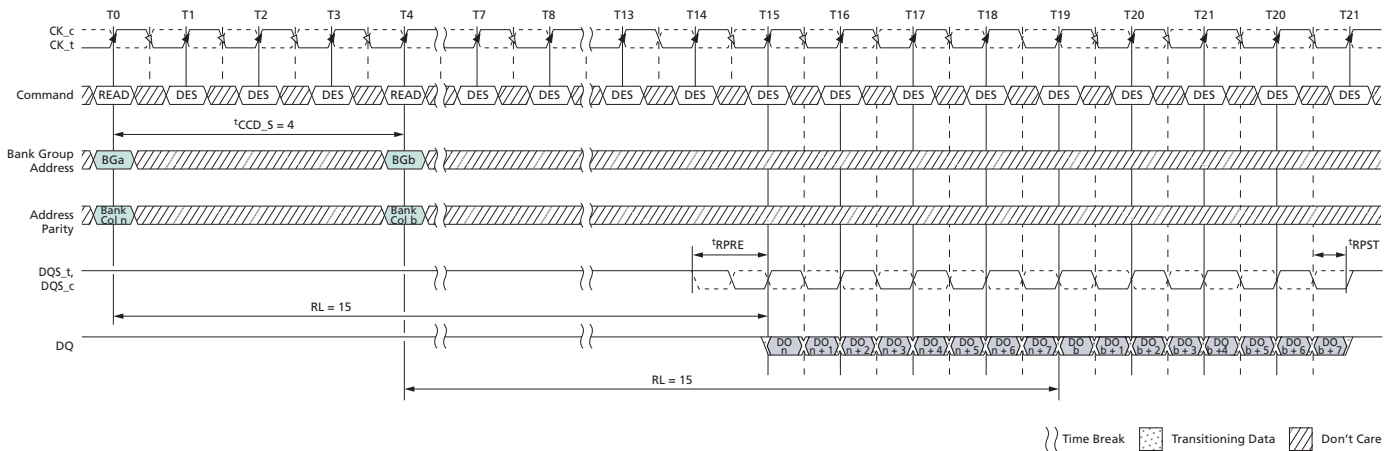 T0 T1 T2 T3 T4 T7 T8 T13 T14 T15 T16 T17 T18 T19 T20 T21 T20 T21
CK_c
CK_t
Command READ DES DES DES READ DES DES DES DES DES DES DES DES DES DES DES DES DES
tCCD_S = 4
Bank Group
Address
BGa BGb
Address
Parity
Bank
Col n
Bank
Col b
tRPRE tRPST
DQS_t,
DQS_c
RL = 15
DQ
DO
n
DO
n + 1
DO
n + 2
DO
n + 3
DO
n + 4
DO
n + 5
DO
n + 6
DO
n + 7
DO
b
DO
b + 1
DO
b + 2
DO
b + 3
DO
b + 4
DO
b + 5
DO
b + 6
DO
b + 7
RL = 15
Time Break Transitioning Data Don't Care